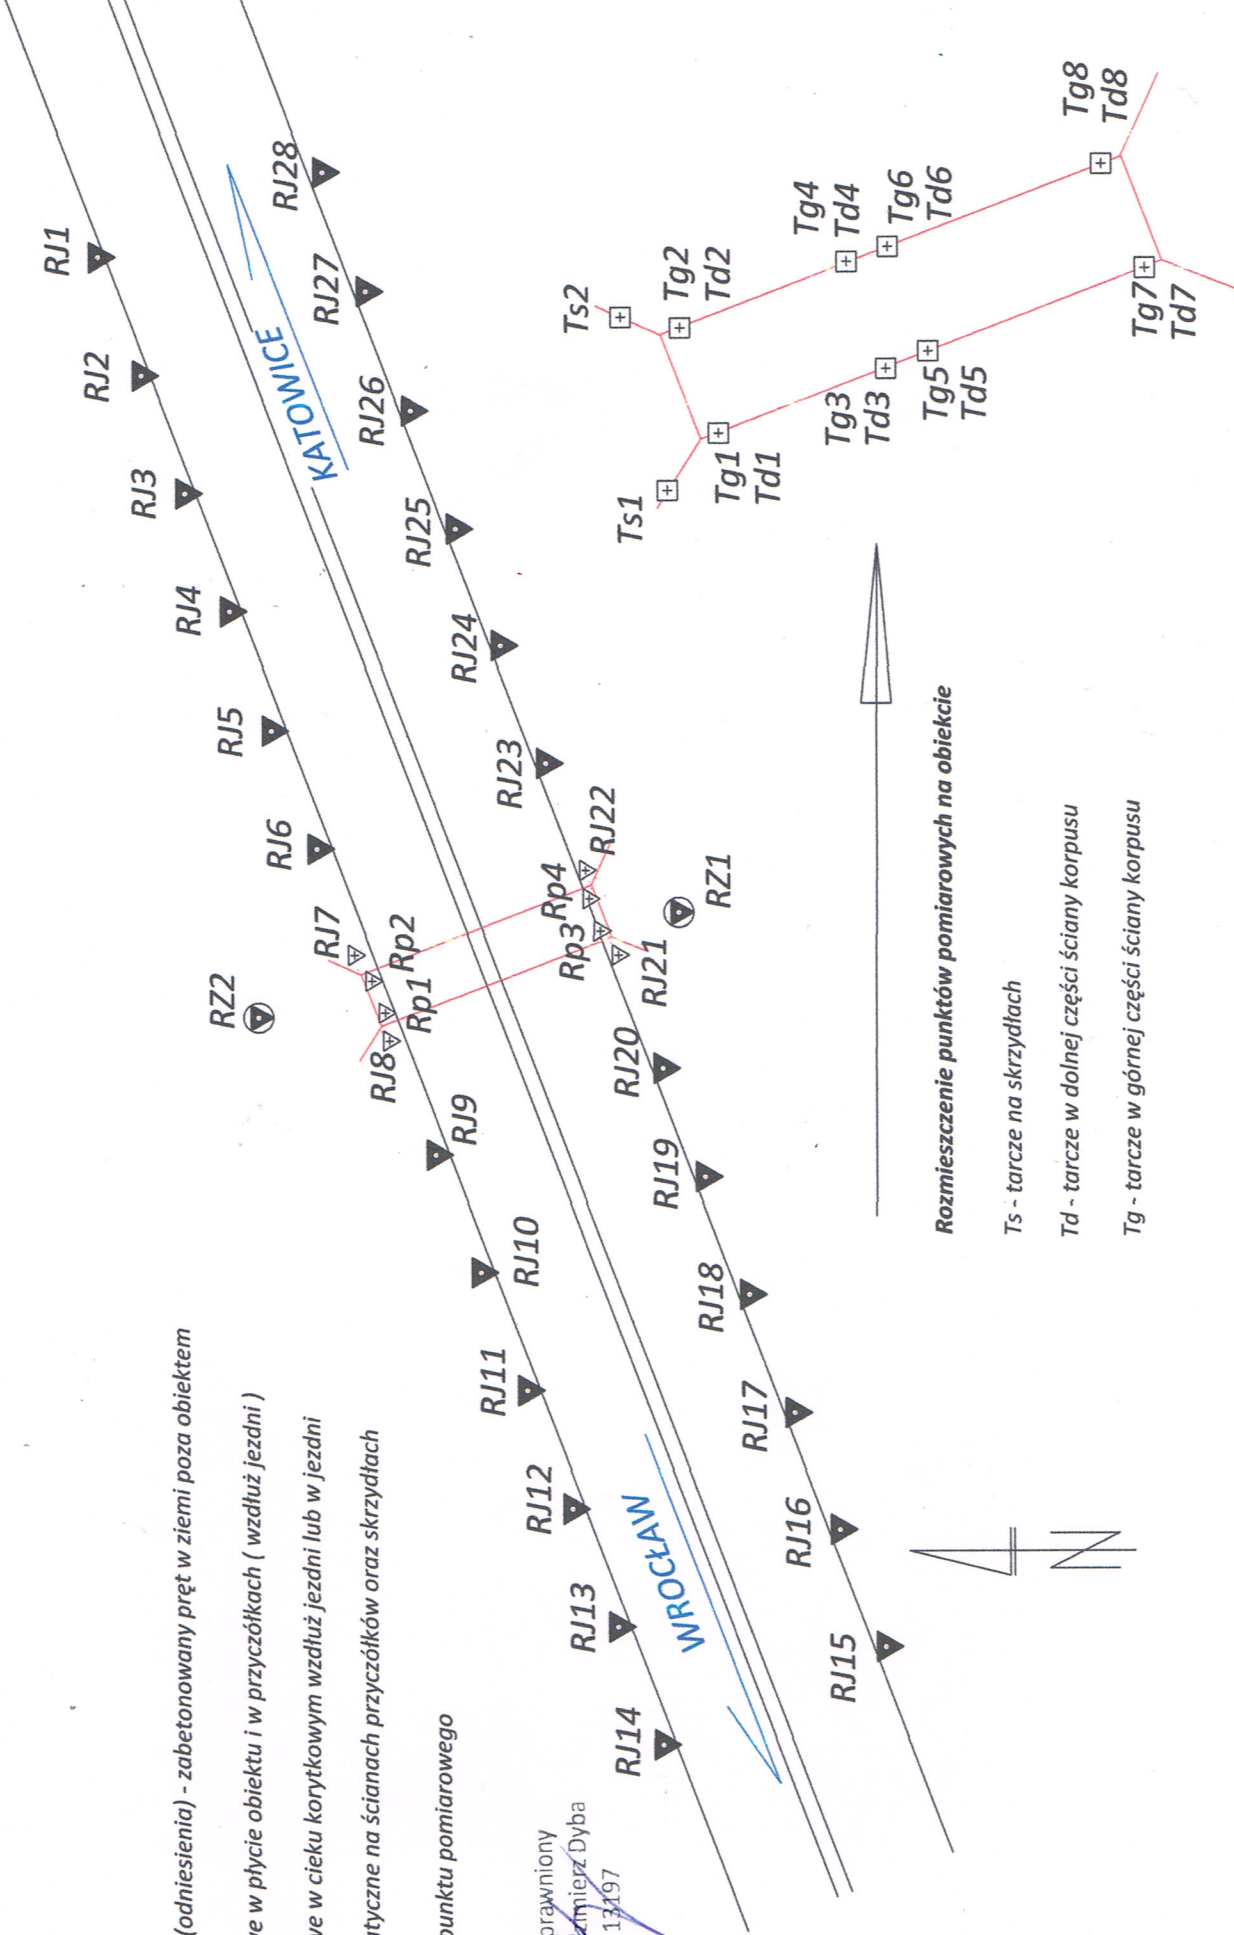 (odniesienia) - zabetonowany pręt w ziemi poza obiektem
we w płycie obiektu i w przyczółkach ( wzdłuż jezdni )
we w cieku korytkowym wzdłuż jezdni lub w jezdni
atyczne na ścianach przyczółków oraz skrzydłach
punktu pomiarowego
prawniony
zimierz Dyba
13197
RJ1
RJ2
RJ3
RJ4
RJ5
RJ6
RJ7
RJ8
RJ9
RJ10
RJ11
RJ12
RJ13
RJ14
RZ2
Rp1
Rp2
Rp3
Rp4
RZ1
KATOWICE
WROCŁAW
RJ28
RJ27
RJ26
RJ25
RJ24
RJ23
RJ22
RJ21
RJ20
RJ19
RJ18
RJ17
RJ16
RJ15
N
Ts1
Ts2
Tg1
Td1
Tg2
Td2
Tg3
Td3
Tg4
Td4
Tg5
Td5
Tg6
Td6
Tg7
Td7
Tg8
Td8
Rozmieszczenie punktów pomiarowych na obiekcie
Ts - tarcze na skrzydłach
Td - tarcze w dolnej części ściany korpusu
Tg - tarcze w górnej części ściany korpusu